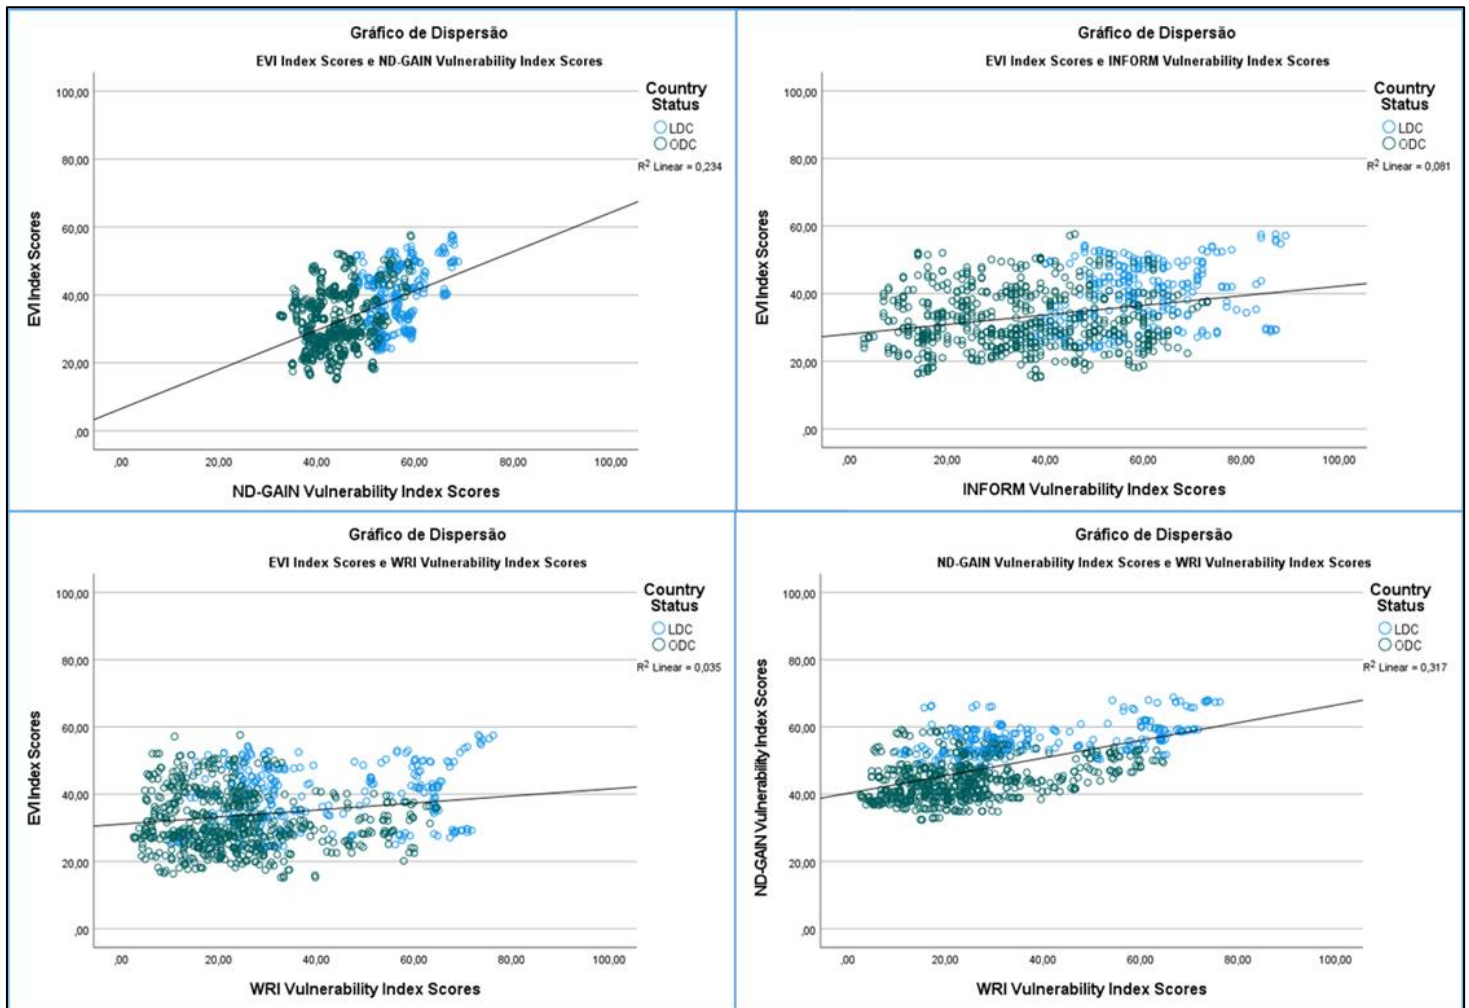 Gráfico de Dispersão
EVI Index Scores e ND-GAIN Vulnerability Index Scores
Country
Status
LDC
ODC
R² Linear = 0,234
EVI Index Scores
100,00
80,00
60,00
40,00
20,00
,00
,00 20,00 40,00 60,00 80,00 100,00
ND-GAIN Vulnerability Index Scores
Gráfico de Dispersão
EVI Index Scores e INFORM Vulnerability Index Scores
Country
Status
LDC
ODC
R² Linear = 0,081
EVI Index Scores
100,00
80,00
60,00
40,00
20,00
,00
,00 20,00 40,00 60,00 80,00 100,00
INFORM Vulnerability Index Scores
Gráfico de Dispersão
EVI Index Scores e WRI Vulnerability Index Scores
Country
Status
LDC
ODC
R² Linear = 0,035
EVI Index Scores
100,00
80,00
60,00
40,00
20,00
,00
,00 20,00 40,00 60,00 80,00 100,00
WRI Vulnerability Index Scores
Gráfico de Dispersão
ND-GAIN Vulnerability Index Scores e WRI Vulnerability Index Scores
Country
Status
LDC
ODC
R² Linear = 0,317
ND-GAIN Vulnerability Index Scores
100,00
80,00
60,00
40,00
20,00
,00
,00 20,00 40,00 60,00 80,00 100,00
WRI Vulnerability Index Scores